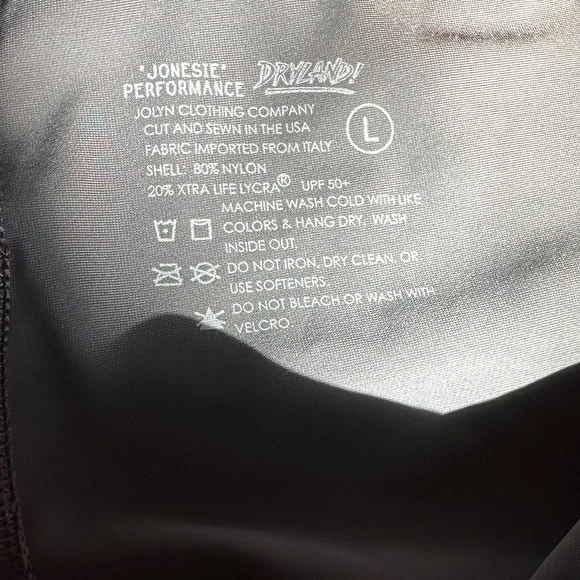 "JONESIE" DRYLAND!
PERFORMANCE
JOLYN CLOTHING COMPANY
CUT AND SEWN IN THE USA
FABRIC IMPORTED FROM ITALY
L
SHELL: 80% NYLON
20% XTRA LIFE LYCRA® UPF 50+
MACHINE WASH COLD WITH LIKE
COLORS & HANG DRY. WASH
INSIDE OUT.
DO NOT IRON, DRY CLEAN, OR
USE SOFTENERS.
DO NOT BLEACH OR WASH WITH
VELCRO.